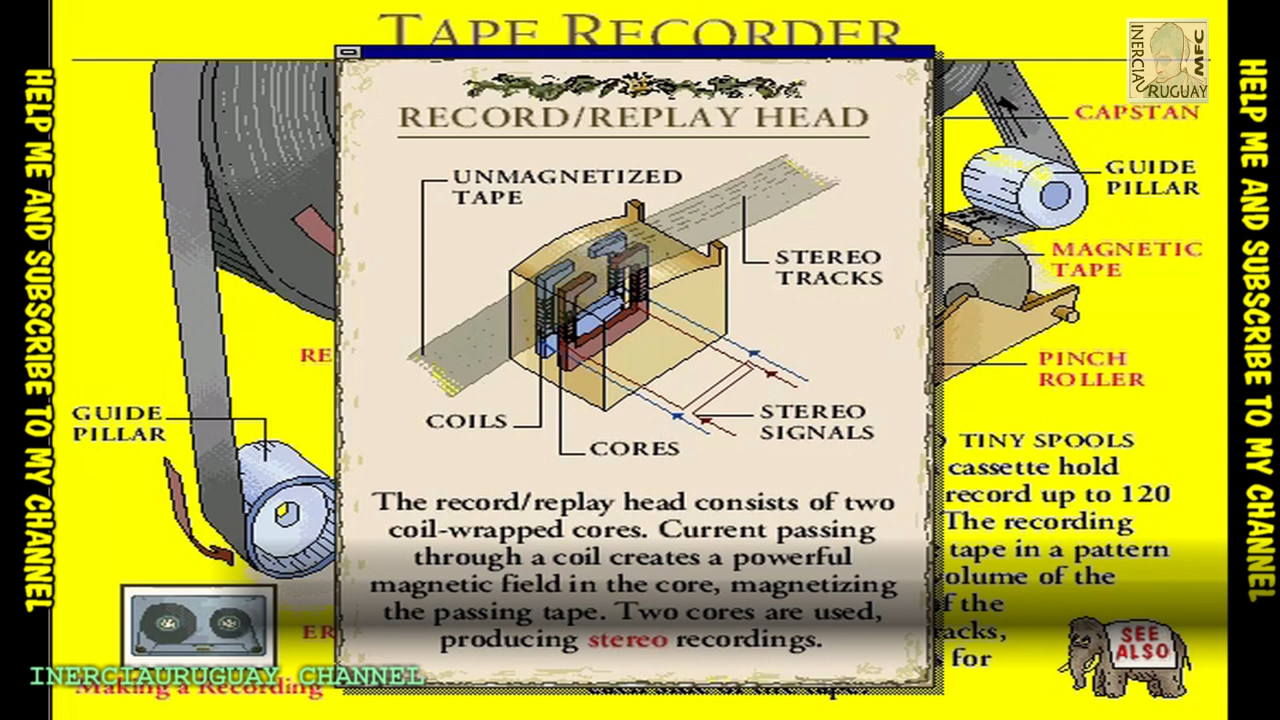 TAPE RECORDER
INERCIA
URUGUAY
MFC
HELP ME AND SUBSCRIBE TO MY CHANNEL
RECORD/REPLAY HEAD
UNMAGNETIZED
TAPE
STEREO
TRACKS
COILS
CORES
STEREO
SIGNALS
The record/replay head consists of two
coil-wrapped cores. Current passing
through a coil creates a powerful
magnetic field in the core, magnetizing
the passing tape. Two cores are used,
producing stereo recordings.
GUIDE
PILLAR
CAPSTAN
GUIDE
PILLAR
MAGNETIC
TAPE
PINCH
ROLLER
TINY SPOOLS
cassette hold
record up to 120
The recording
tape in a pattern
of the
the
for
SEE
ALSO
INERCIAURUGUAY CHANNEL
Making a Recording
HELP ME AND SUBSCRIBE TO MY CHANNEL